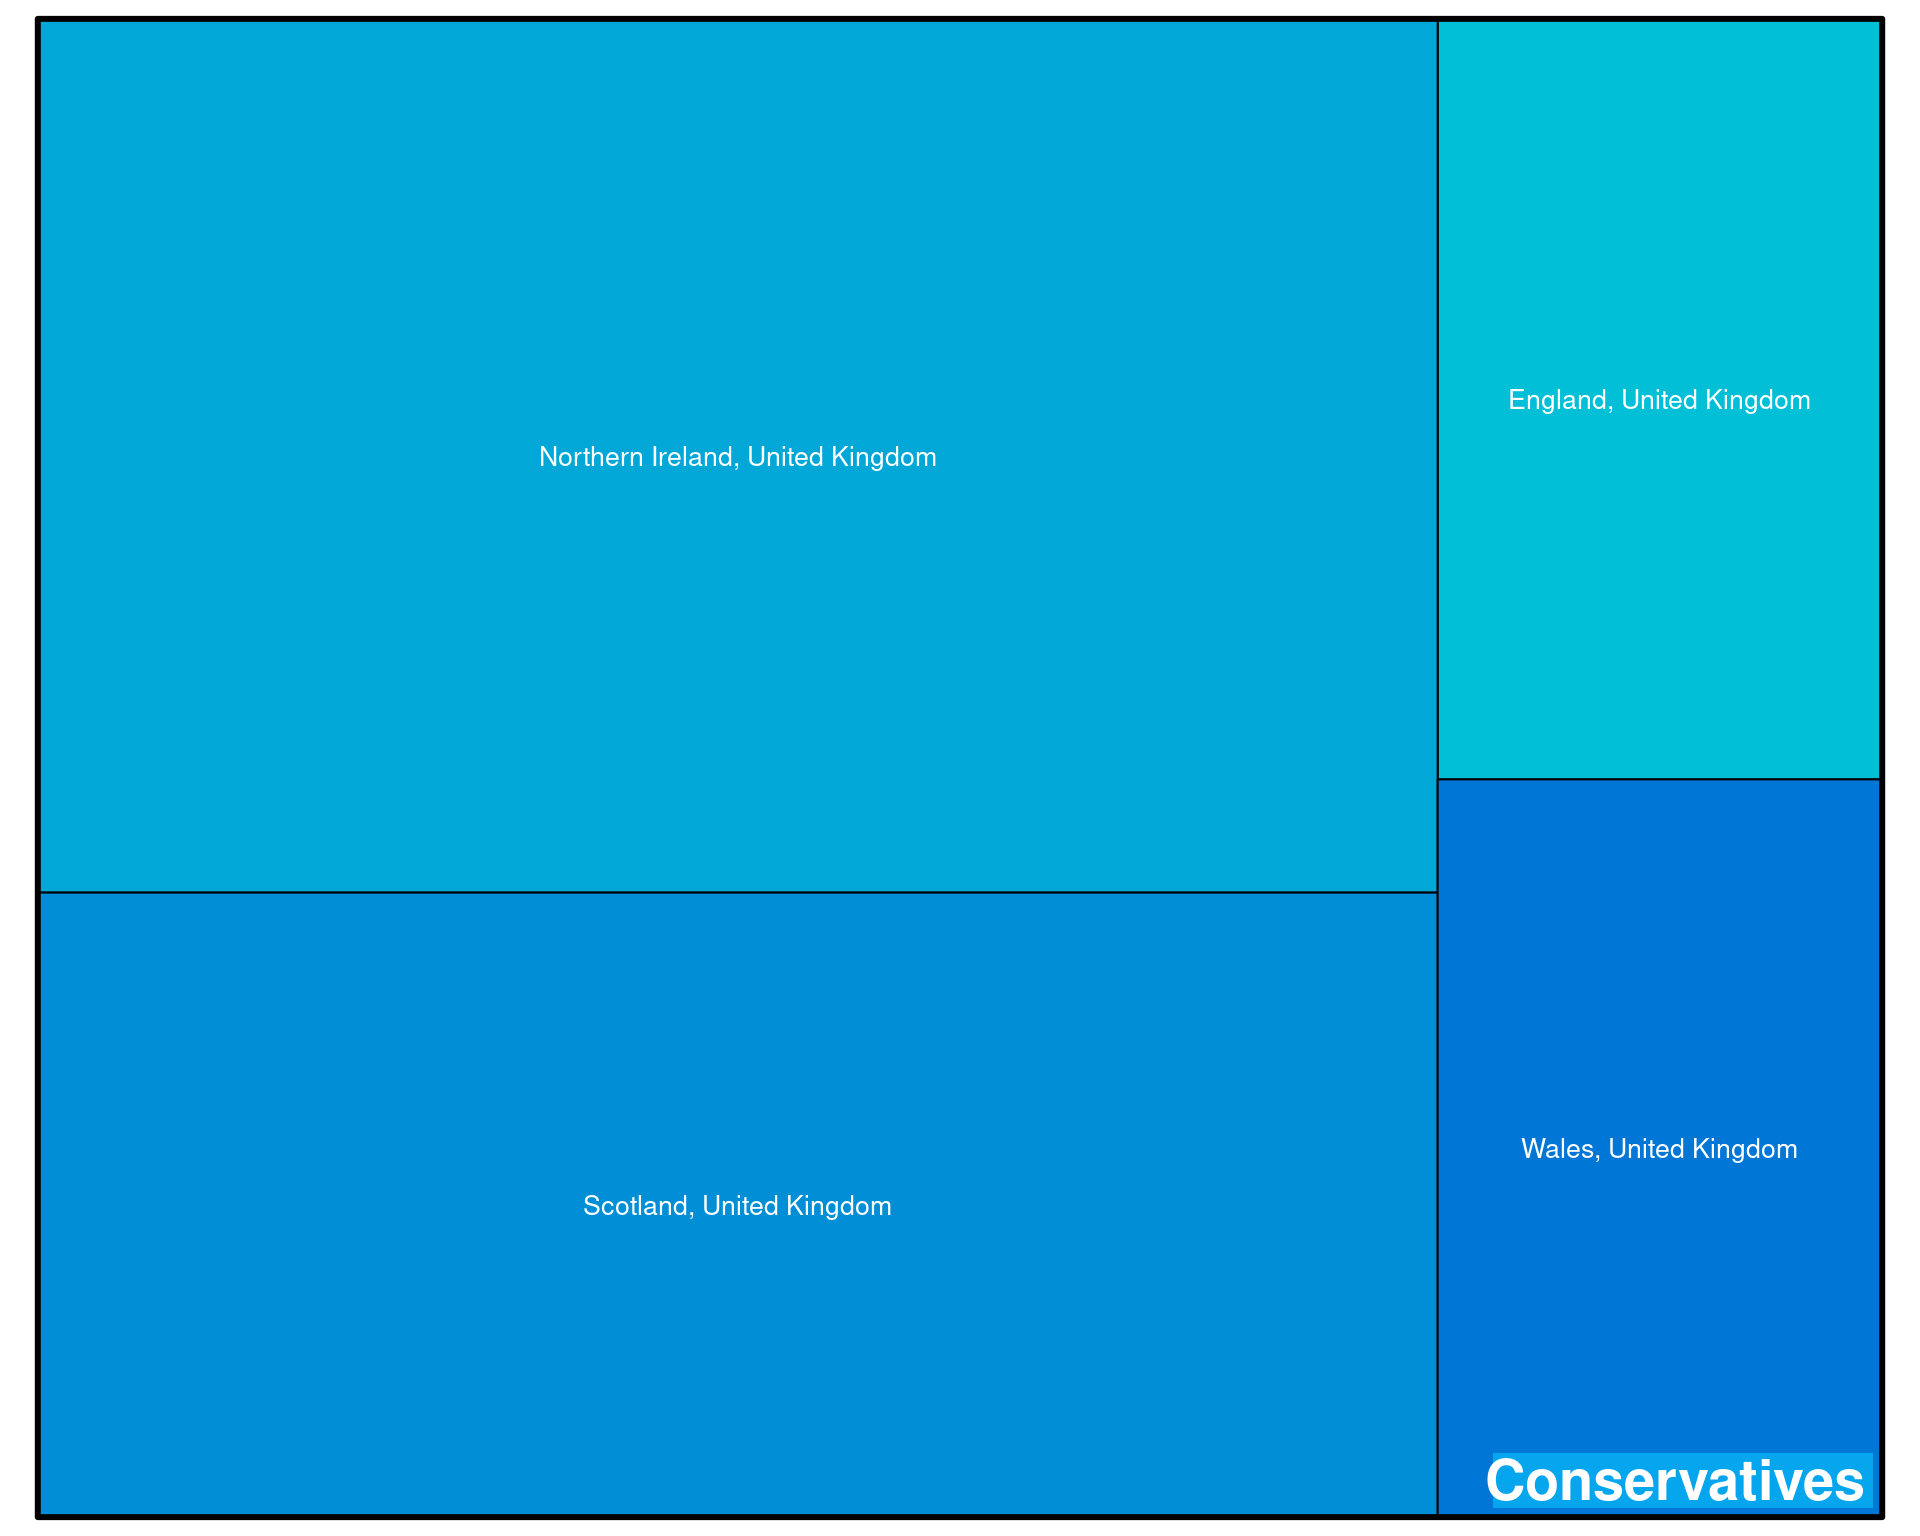 Northern Ireland, United Kingdom
England, United Kingdom
Scotland, United Kingdom
Wales, United Kingdom
Conservatives